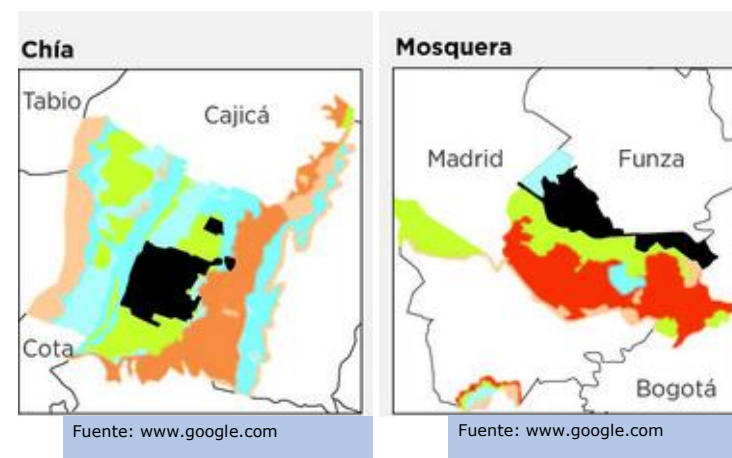 Chía
Tabio
Cajicá
Cota
Fuente: www.google.com
Mosquera
Madrid
Funza
Bogotá
Fuente: www.google.com